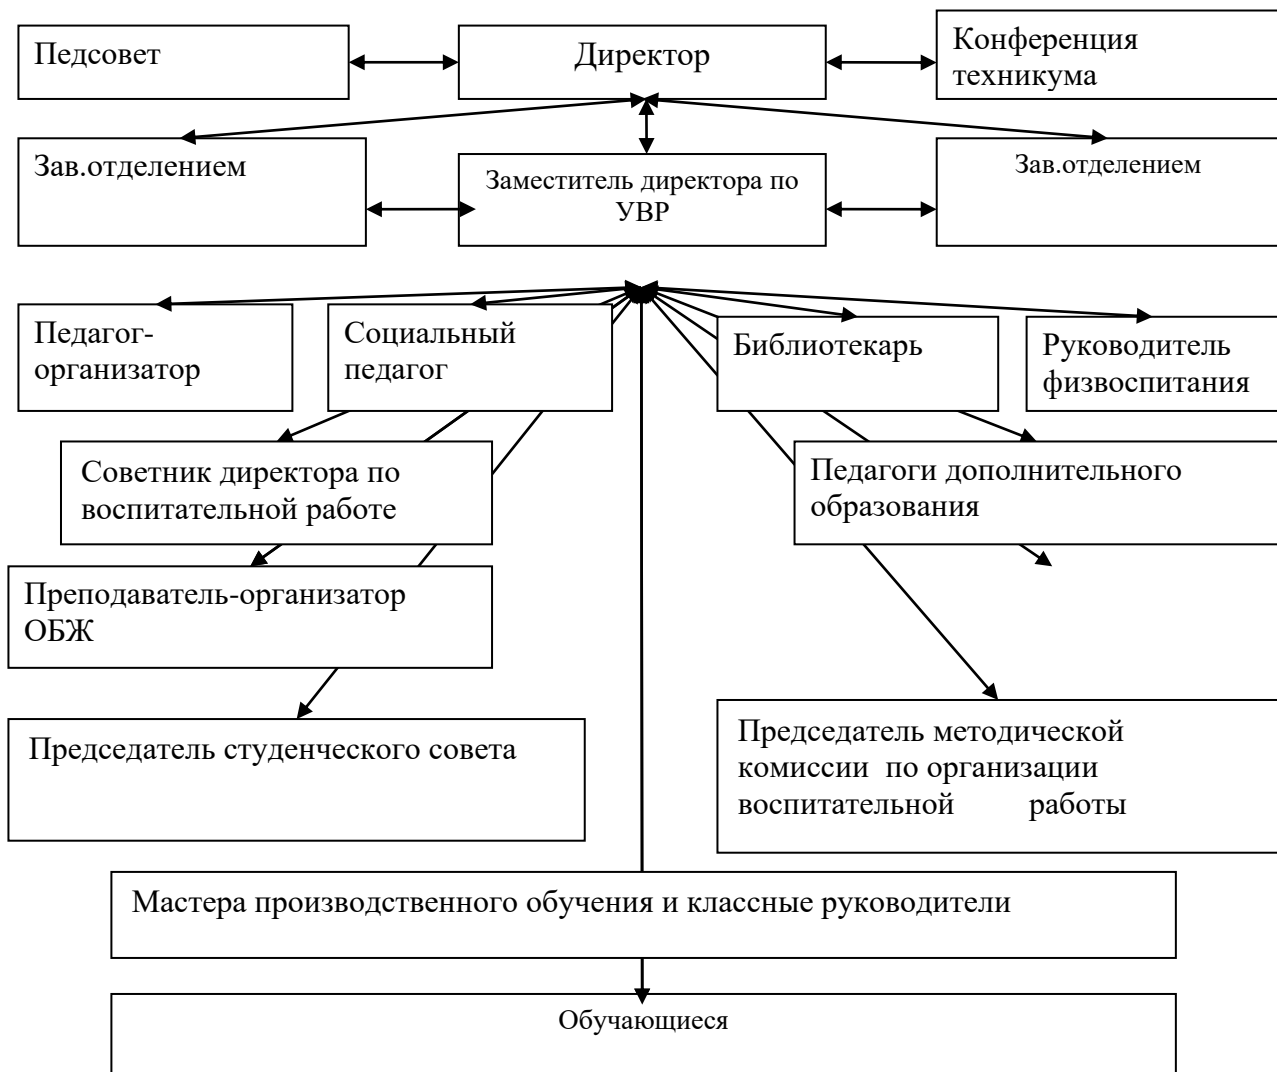 Педсовет
Директор
Конференция
техникума
Зав.отделением
Заместитель директора по
УВР
Зав.отделением
Педагог-
организатор
Социальный
педагог
Библиотекарь
Руководитель
физвоспитания
Советник директора по
воспитательной работе
Педагоги дополнительного
образования
Преподаватель-организатор
ОБЖ
Председатель студенческого совета
Председатель методической
комиссии по организации
воспитательной работы
Мастера производственного обучения и классные руководители
Обучающиеся